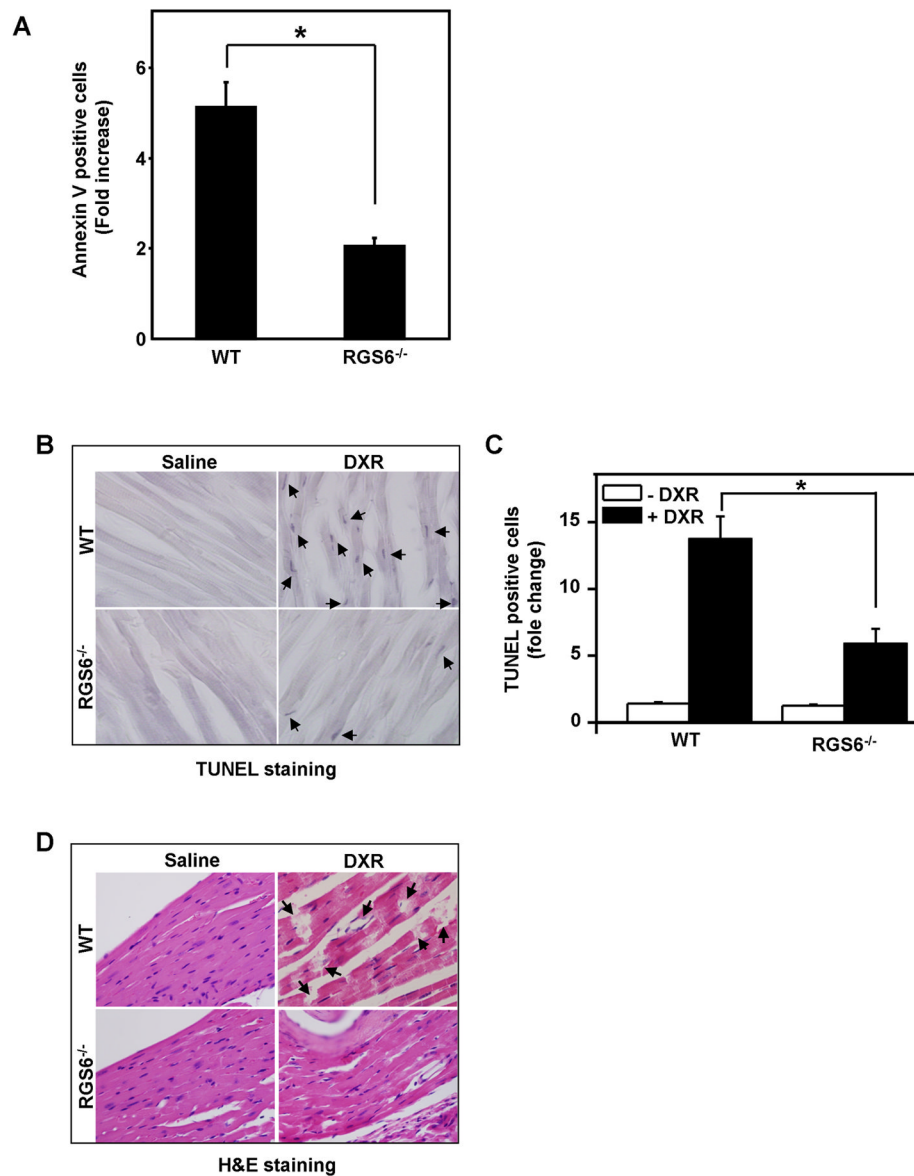 A
Annexin V positive cells
(Fold increase)
6
4
2
0
*
WT
RGS6-/-
B
Saline
DXR
WT
RGS6-/-
TUNEL staining
C
TUNEL positive cells
(fole change)
15
10
5
0
- DXR
+ DXR
*
WT
RGS6-/-
D
Saline
DXR
WT
RGS6-/-
H&E staining